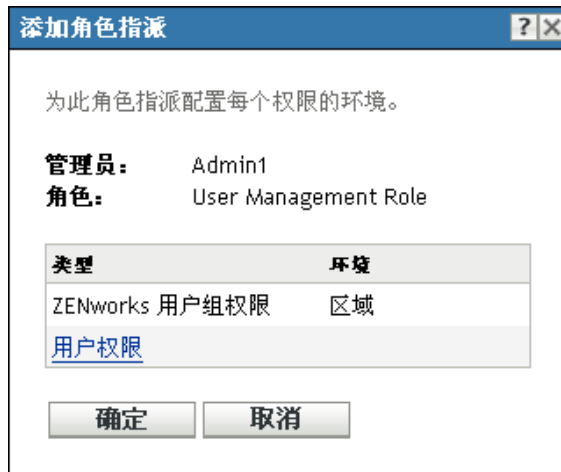 添加角色指派
为此角色指派配置每个权限的环境。
管理员： Admin1
角色： User Management Role
类型 环境
ZENworks 用户组权限 区域
用户权限
确定 取消